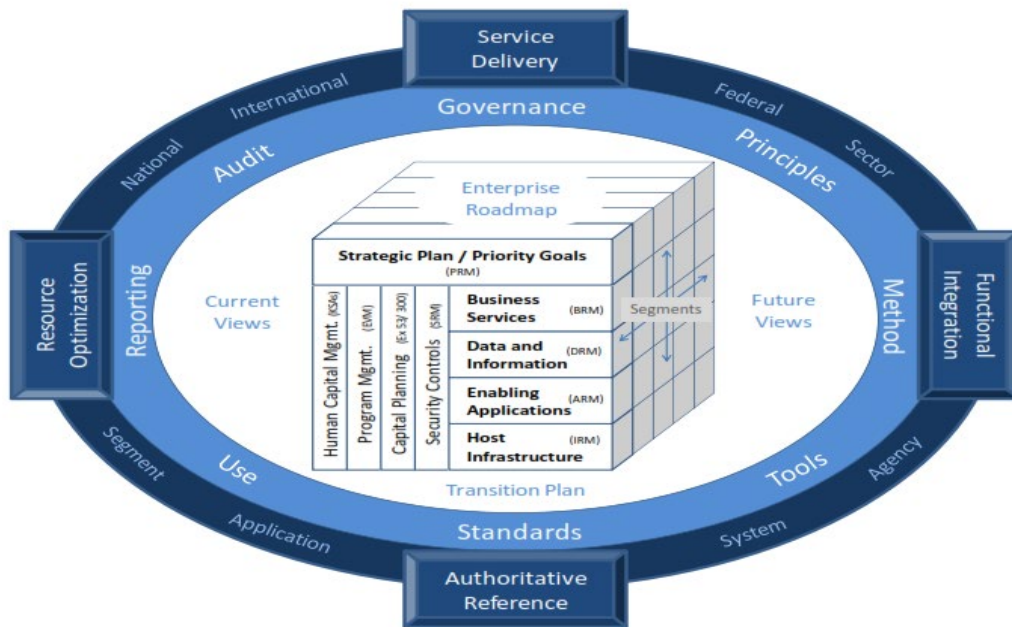 Service
Delivery
International
Federal
Governance
National
Audit
Principles
Sector
Enterprise
Roadmap
Strategic Plan / Priority Goals
(PRM)
Resource
Optimization
Reporting
Current
Views
Human Capital Mgmt. (KSAs)
Program Mgmt. (EVM)
Capital Planning (Ex 53/ 300)
Security Controls (SRM)
Business (BRM)
Services
Data and (DRM)
Information
Enabling (ARM)
Applications
Host (IRM)
Infrastructure
Segments
Future
Views
Method
Functional
Integration
Transition Plan
Segment
Use
Tools
Agency
Application
Standards
System
Authoritative
Reference